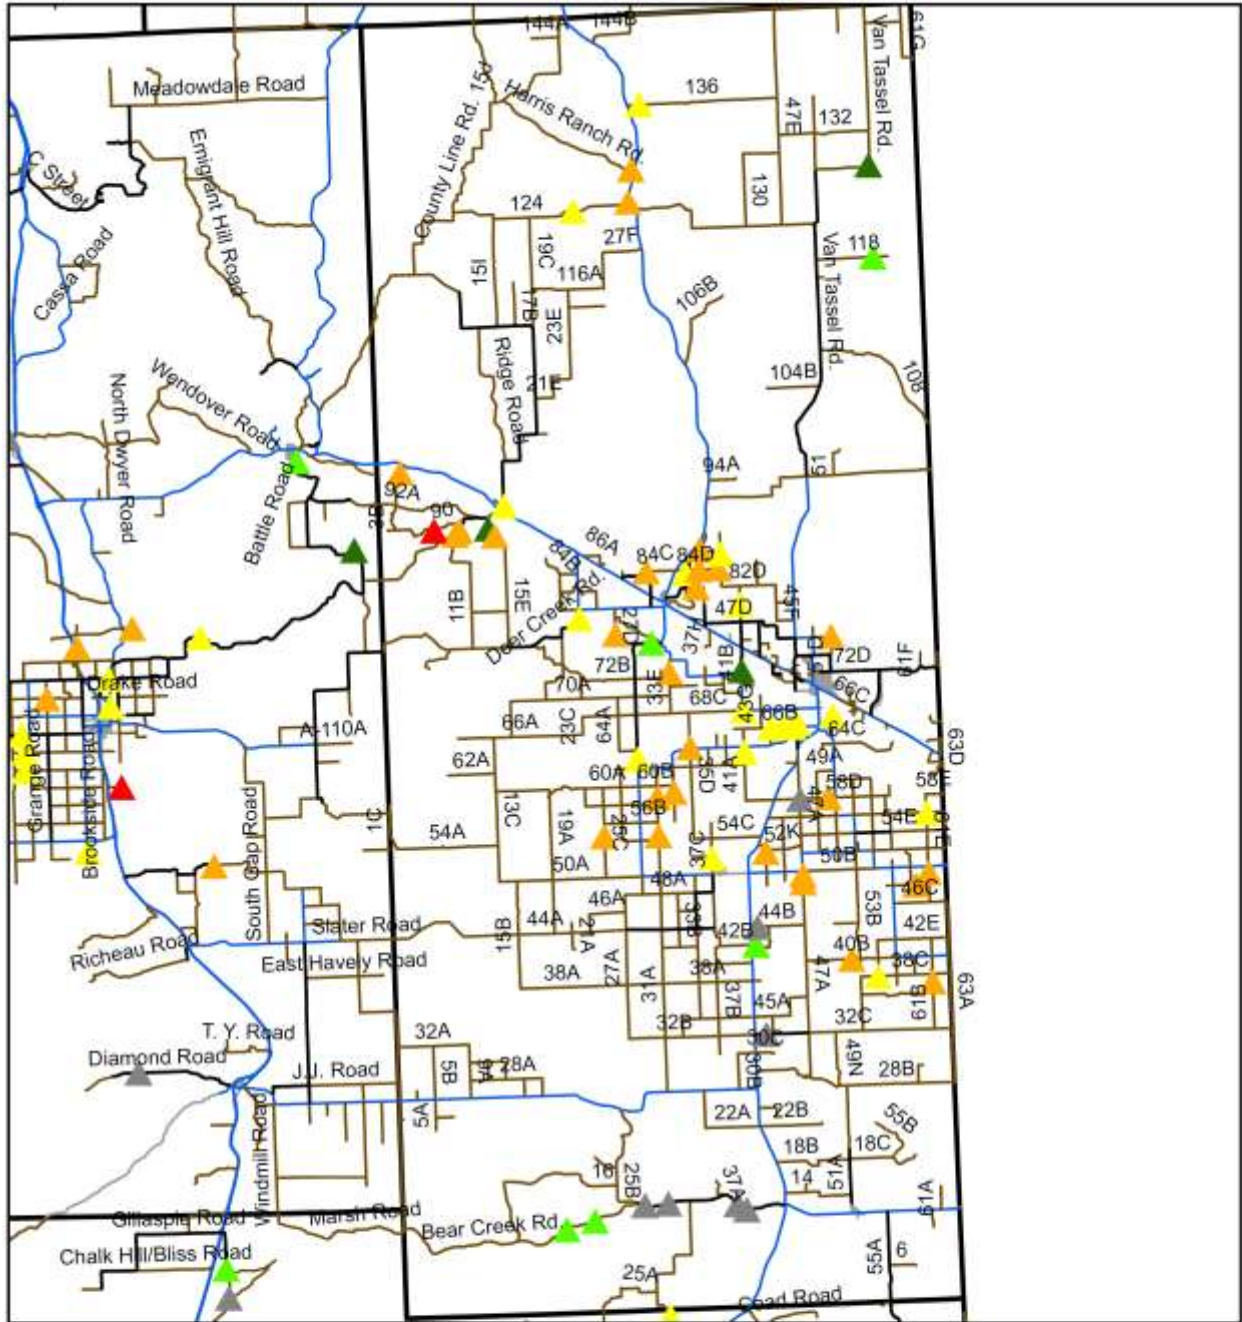 144A
144B
61G
Van Tassel Rd.
Meadowdale Road
County Line Rd. 15J
Harris Ranch Rd.
136
47E
132
C Street
Emigrant Hill Road
130
124
27F
19C
15I
116A
118
Van Tassel Rd.
Cassa Road
17B
23E
106B
Ridge Road
21E
104B
108
Wendover Road
North Dwyer Road
Battle Road
94A
51
92A
3B
90
86A
84B
84C
84D
82D
11B
15E
Deer Creek Rd.
47D
45F
37H
72B
41B
72D
61F
Drake Road
70A
33E
68C
66C
43G
66A
23C
64A
66B
64C
A-110A
63D
62A
60A
60B
41A
49A
Grange Road
Brookside Road
58D
58E
56B
47A
13C
19A
25C
54E
1C
54A
54C
52K
South Gap Road
37C
50A
50B
48A
46C
46A
53B
44A
44B
42E
Slater Road
15B
42B
40B
Richeau Road
East Havely Road
27A
38A
38A
38C
31A
47A
61B
63A
37B
45A
T. Y. Road
32A
32B
32C
30C
Diamond Road
J.J. Road
5B
28A
49N
28B
30B
5A
22A
22B
55B
Windmill Road
18B
18C
16
25B
37A
14
51A
61A
Gillaspie Road
Marsh Road
Bear Creek Rd.
Chalk Hill/Bliss Road
25A
55A
6
Coad Road